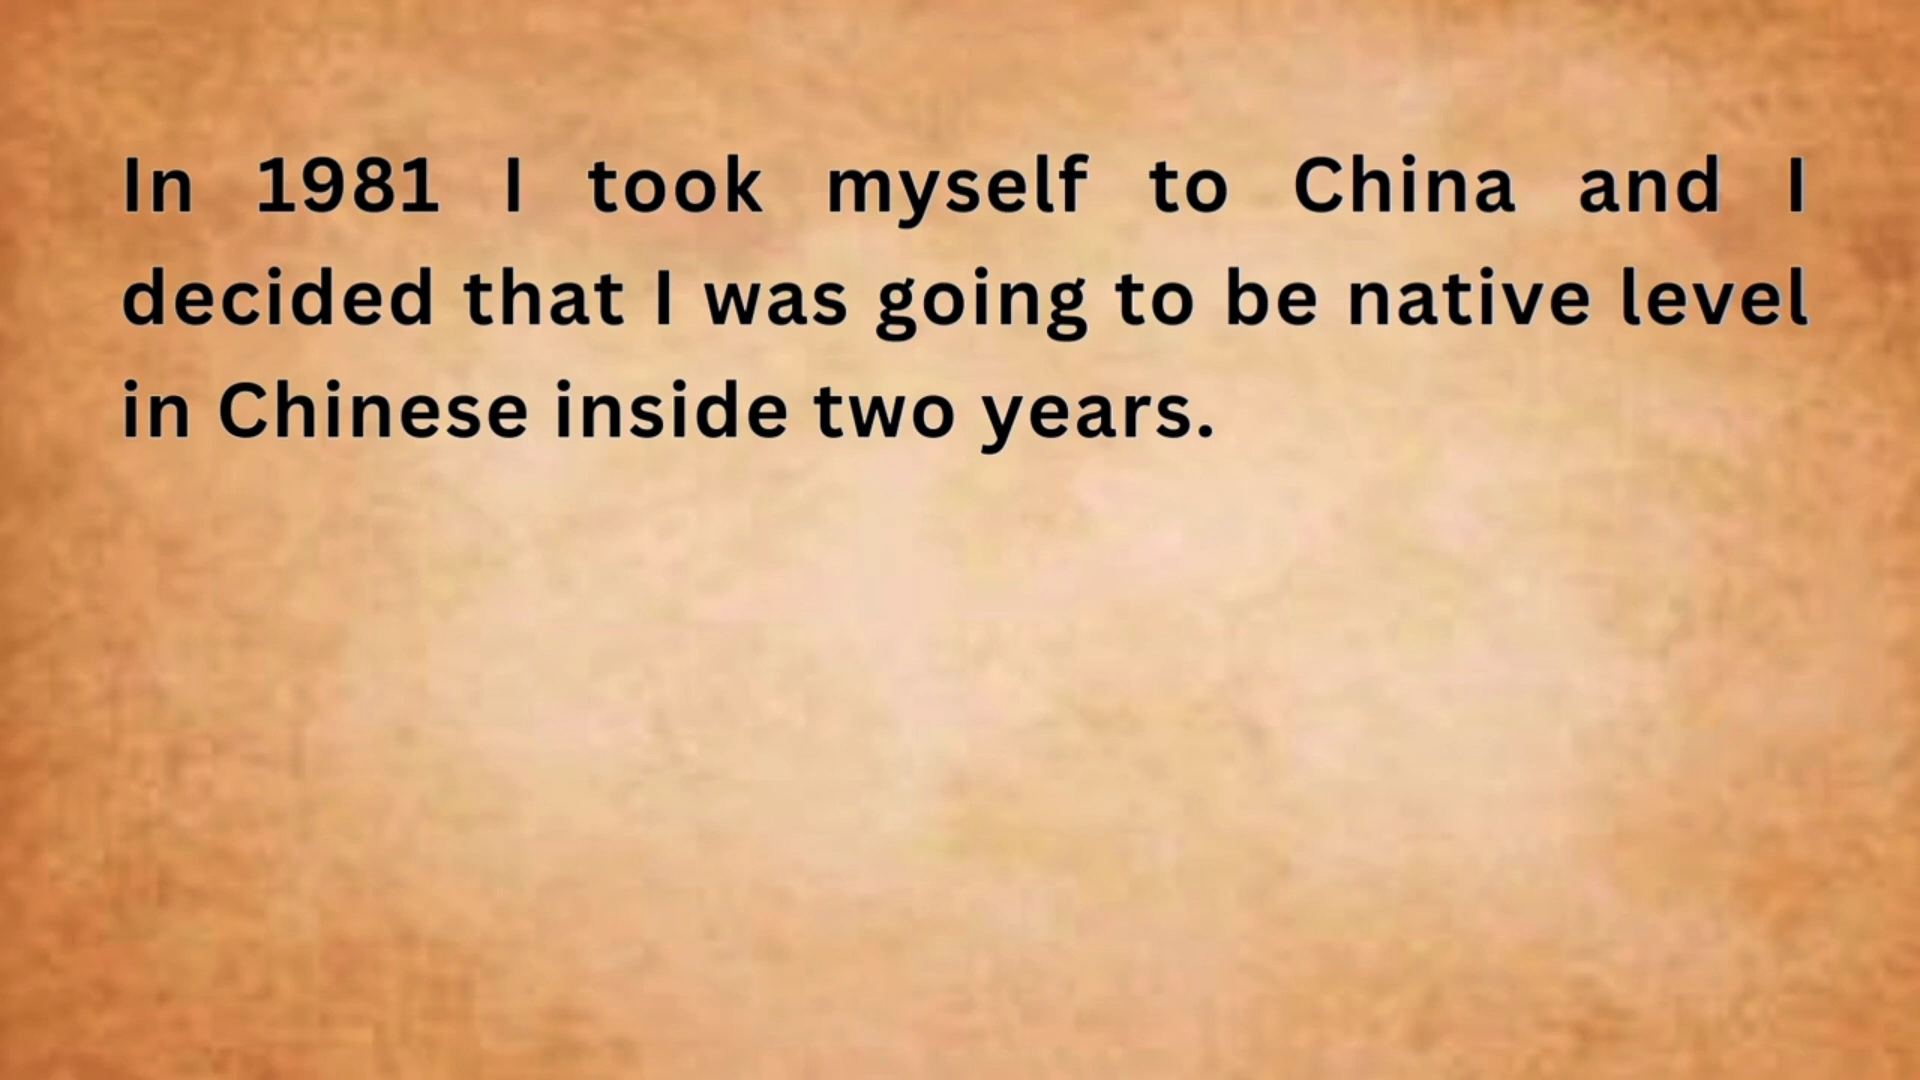 In 1981 I took myself to China and I
decided that I was going to be native level
in Chinese inside two years.